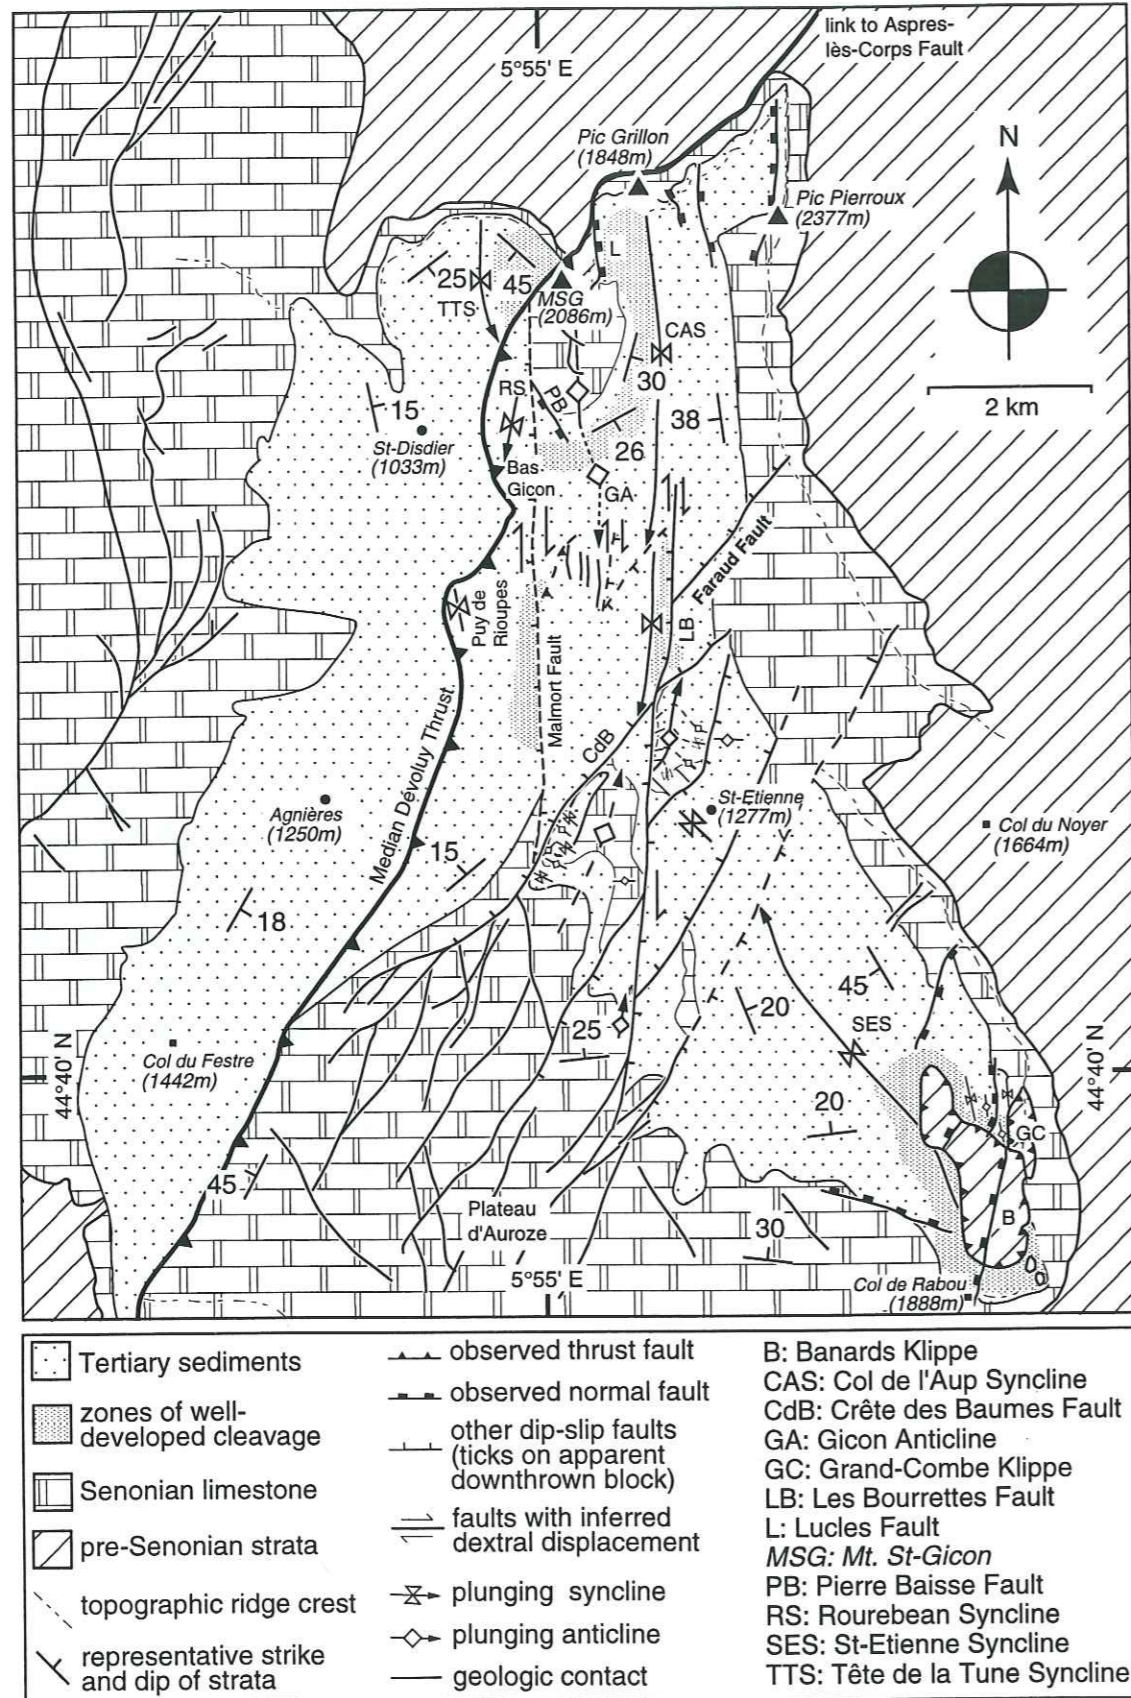 link to Aspres-
lès-Corps Fault
5°55' E
Pic Grillon
(1848m)
N
Pic Pierroux
(2377m)
L
25
45
TTS
MSG
(2086m)
CAS
2 km
30
RS
PB
38
15
St-Disdier
(1033m)
26
Bas
Gicon
GA
Faraud Fault
Puy de
Rioupes
LB
Malmort Fault
Median Dévoluy Thrust
CdB
Agnières
(1250m)
St-Etienne
(1277m)
Col du Noyer
(1664m)
15
18
45
20
SES
25
44°40' N
Col du Festre
(1442m)
44°40' N
20
GC
45
Plateau
d'Auroze
B
30
5°55' E
Col de Rabou
(1888m)
Tertiary sediments
zones of well-
developed cleavage
Senonian limestone
pre-Senonian strata
topographic ridge crest
representative strike
and dip of strata
observed thrust fault
observed normal fault
other dip-slip faults
(ticks on apparent
downthrown block)
faults with inferred
dextral displacement
plunging syncline
plunging anticline
geologic contact
B: Banards Klippe
CAS: Col de l'Aup Syncline
CdB: Crête des Baumes Fault
GA: Gicon Anticline
GC: Grand-Combe Klippe
LB: Les Bourrettes Fault
L: Lucles Fault
MSG: Mt. St-Gicon
PB: Pierre Baisse Fault
RS: Rourebean Syncline
SES: St-Etienne Syncline
TTS: Tête de la Tune Syncline